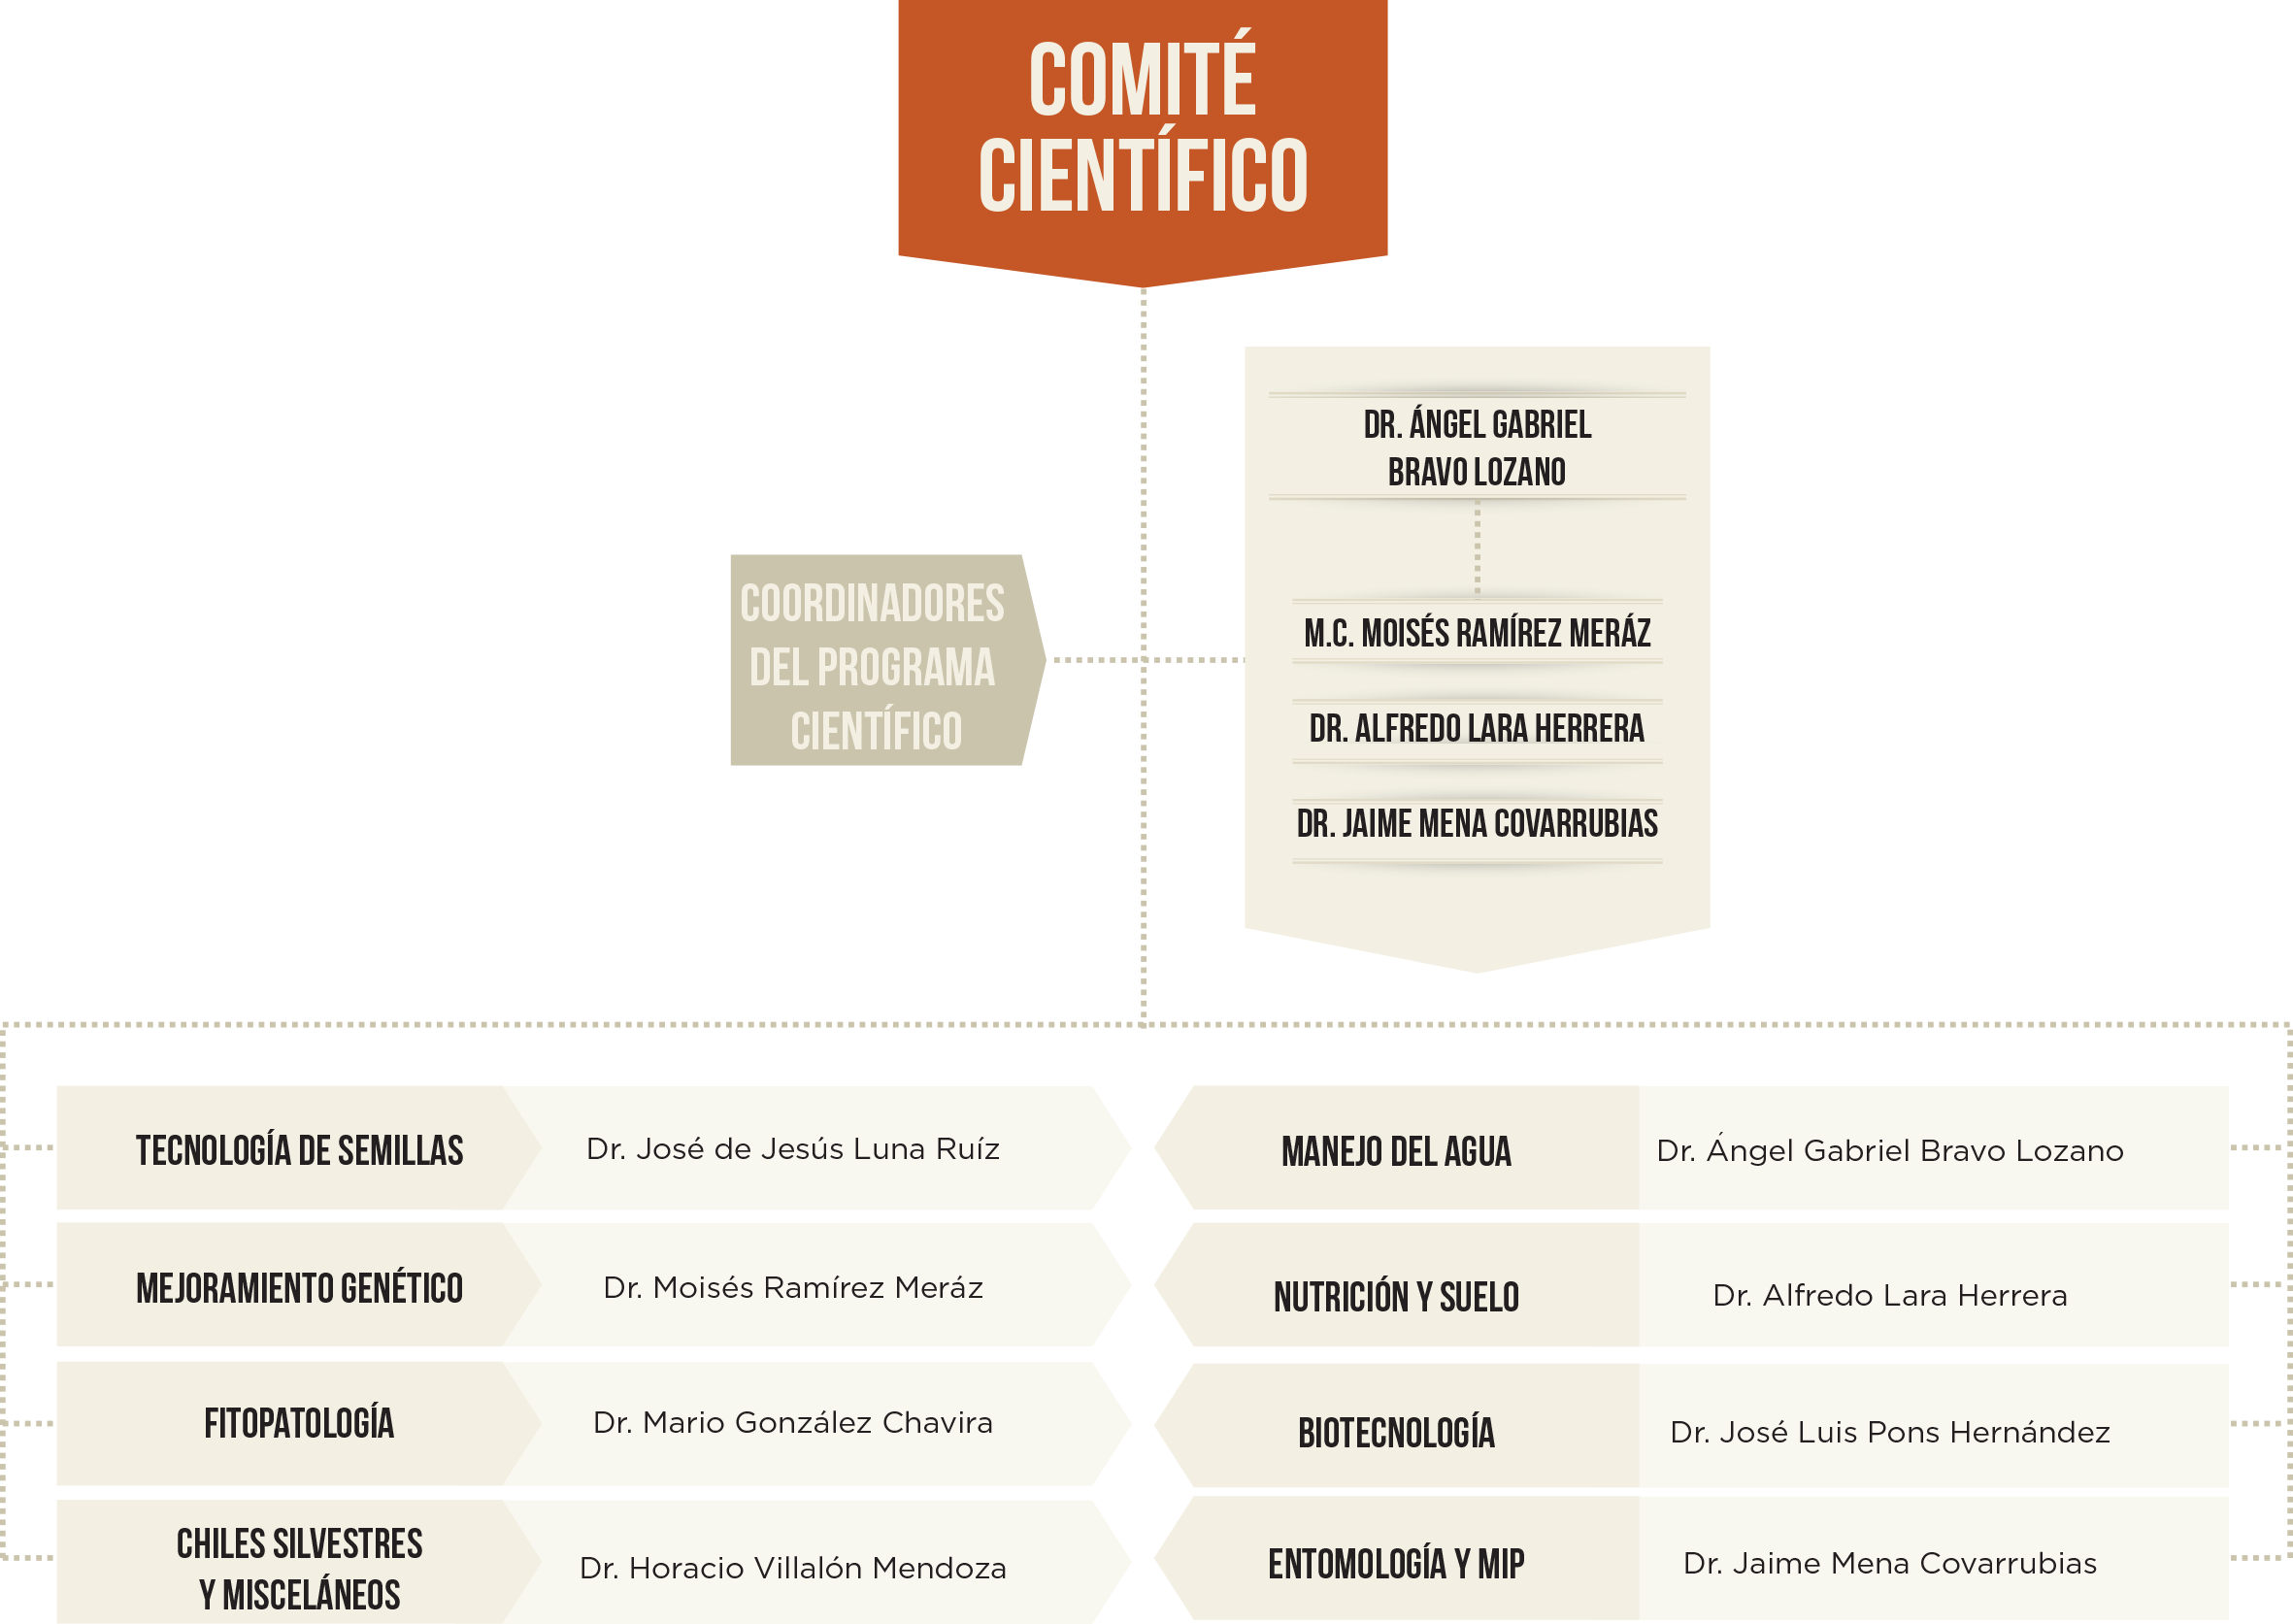 COMITÉ
CIENTÍFICO
DR. ÁNGEL GABRIEL
BRAVO LOZANO
COORDINADORES
DEL PROGRAMA
CIENTÍFICO
M.C. MOISÉS RAMÍREZ MERÁZ
DR. ALFREDO LARA HERRERA
DR. JAIME MENA COVARRUBIAS
TECNOLOGÍA DE SEMILLAS
Dr. José de Jesús Luna Ruíz
MANEJO DEL AGUA
Dr. Ángel Gabriel Bravo Lozano
MEJORAMIENTO GENÉTICO
Dr. Moisés Ramírez Meráz
NUTRICIÓN Y SUELO
Dr. Alfredo Lara Herrera
FITOPATOLOGÍA
Dr. Mario González Chavira
BIOTECNOLOGÍA
Dr. José Luis Pons Hernández
CHILES SILVESTRES
Y MISCELÁNEOS
Dr. Horacio Villalón Mendoza
ENTOMOLOGÍA Y MIP
Dr. Jaime Mena Covarrubias